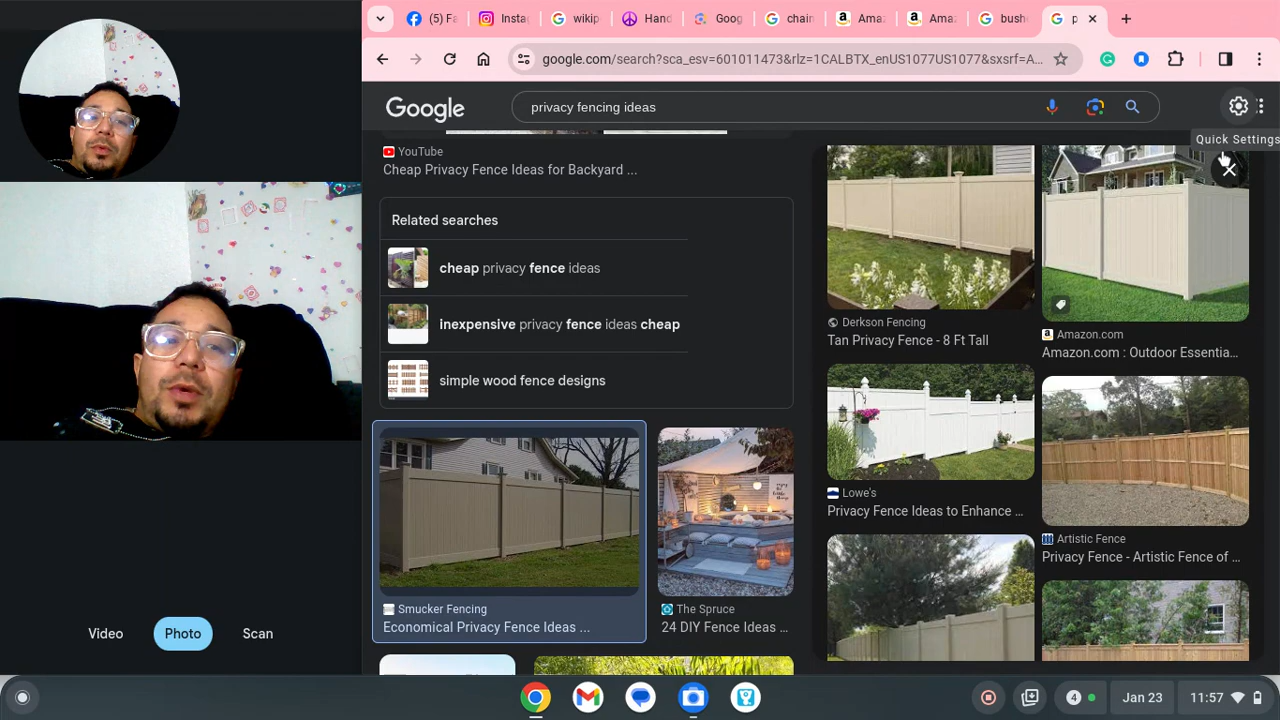 (5) Fa
Insta
wikip
Hand
Goog
chain
Amaz
Amaz
bush
p
google.com/search?sca_esv=601011473&rlz=1CALBTX_enUS1077US1077&sxsrf=A...
Google
privacy fencing ideas
Quick Settings
YouTube
Cheap Privacy Fence Ideas for Backyard ...
Related searches
cheap privacy fence ideas
inexpensive privacy fence ideas cheap
simple wood fence designs
Smucker Fencing
Economical Privacy Fence Ideas ...
The Spruce
24 DIY Fence Ideas ...
Derkson Fencing
Tan Privacy Fence - 8 Ft Tall
Amazon.com
Amazon.com : Outdoor Essentia...
Lowe's
Privacy Fence Ideas to Enhance ...
Artistic Fence
Privacy Fence - Artistic Fence of ...
Video
Photo
Scan
4
Jan 23
11:57